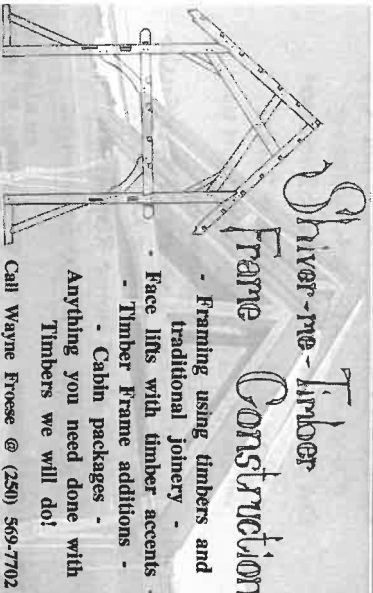 Shiver-me-Timber
Frame Construction
- Framing using timbers and
traditional joinery -
- Face lifts with timber accents -
- Timber Frame additions -
- Cabin packages -
Anything you need done with
Timbers we will do!
Call Wayne Froese @ (250) 569-7702